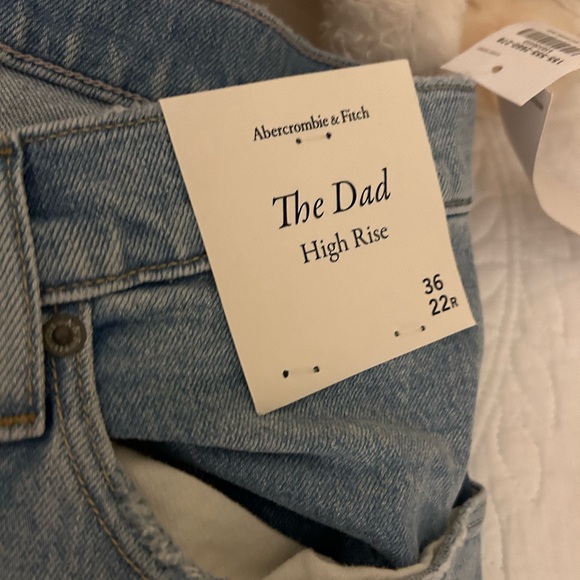 Abercrombie & Fitch
The Dad
High Rise
36
22R